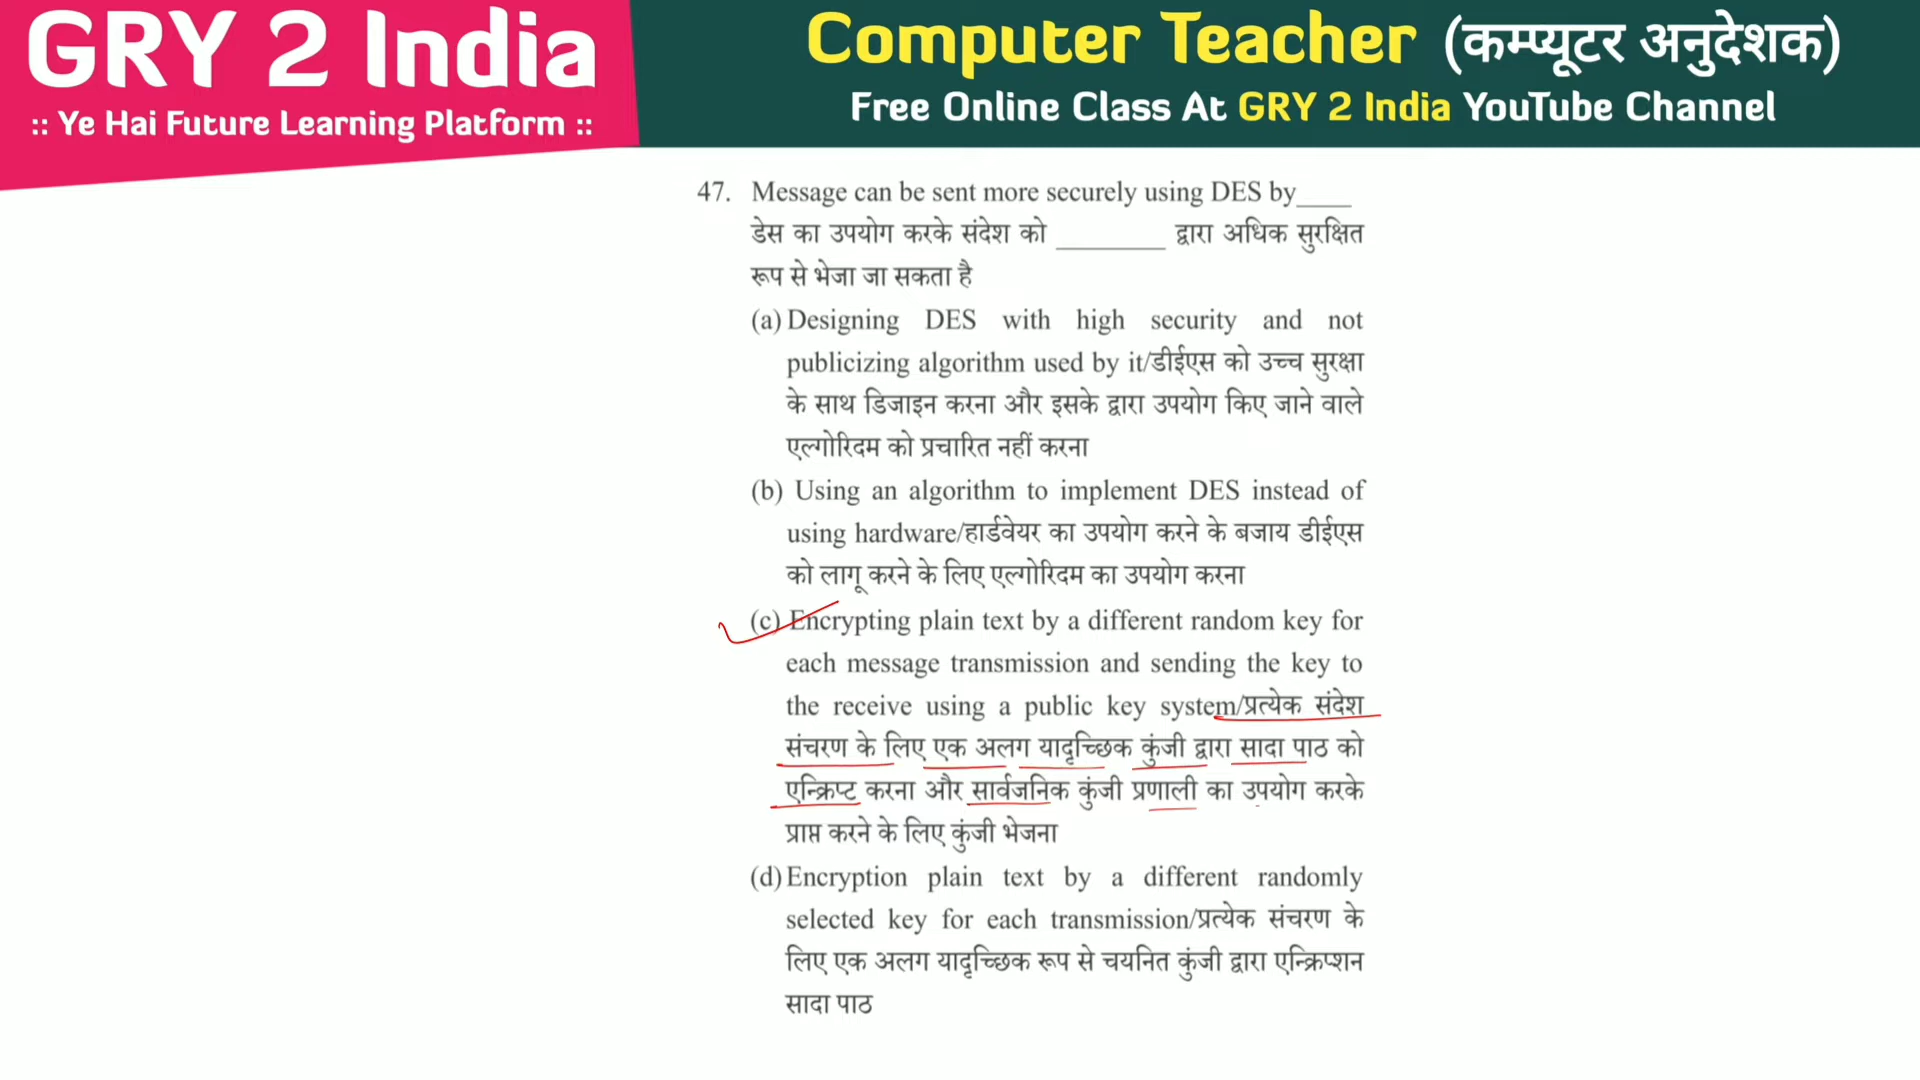 GRY 2 India
:: Ye Hai Future Learning Platform ::
Computer Teacher (कम्प्यूटर अनुदेशक)
Free Online Class At GRY 2 India YouTube Channel
47. Message can be sent more securely using DES by____
डेस का उपयोग करके संदेश को ________ द्वारा अधिक सुरक्षित
रूप से भेजा जा सकता है
(a) Designing DES with high security and not
publicizing algorithm used by it/डीईएस को उच्च सुरक्षा
के साथ डिजाइन करना और इसके द्वारा उपयोग किए जाने वाले
एल्गोरिदम को प्रचारित नहीं करना
(b) Using an algorithm to implement DES instead of
using hardware/हार्डवेयर का उपयोग करने के बजाय डीईएस
को लागू करने के लिए एल्गोरिदम का उपयोग करना
(c) Encrypting plain text by a different random key for
each message transmission and sending the key to
the receive using a public key system/प्रत्येक संदेश
संचरण के लिए एक अलग यादृच्छिक कुंजी द्वारा सादा पाठ को
एन्क्रिप्ट करना और सार्वजनिक कुंजी प्रणाली का उपयोग करके
प्राप्त करने के लिए कुंजी भेजना
(d) Encryption plain text by a different randomly
selected key for each transmission/प्रत्येक संचरण के
लिए एक अलग यादृच्छिक रूप से चयनित कुंजी द्वारा एन्क्रिप्शन
सादा पाठ